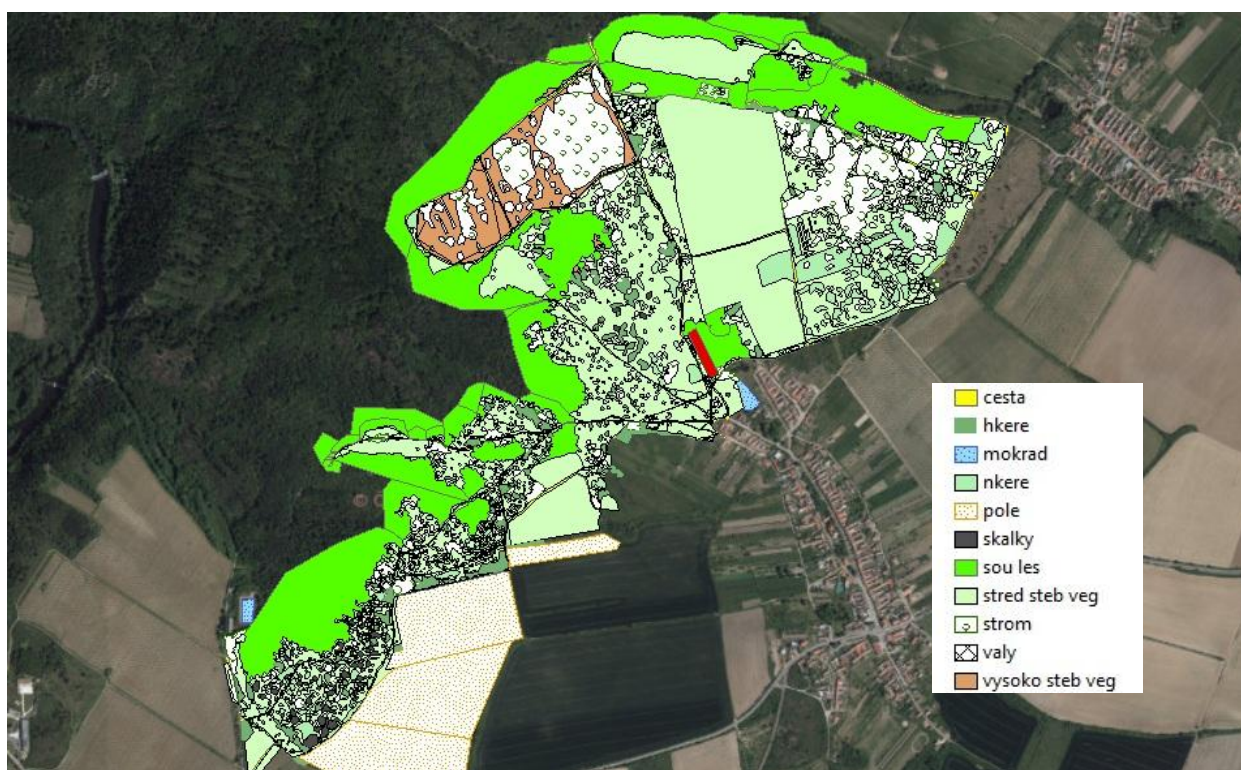 cesta
hkere
mokrad
nkere
pole
skalky
sou les
stred steb veg
strom
valy
vysoko steb veg